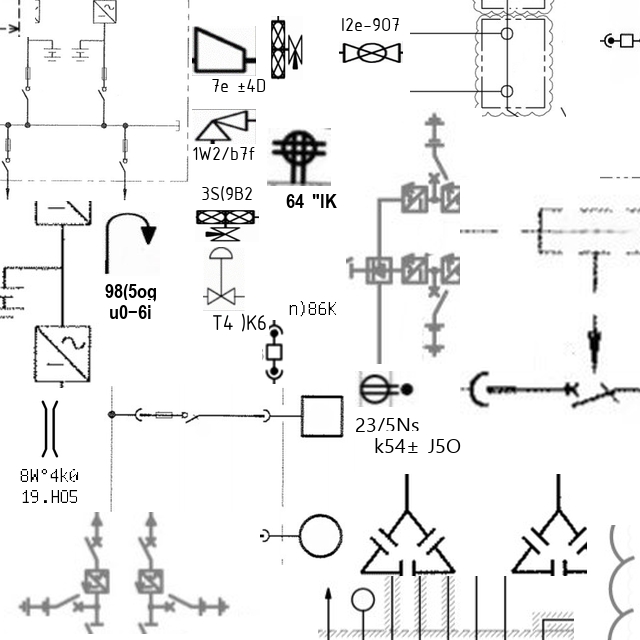 I2e-907
7e ±4D
1W2/b7f
3S(9B2
64 "IK
98(5og
u0-6i
n)86K
T4 )K6
23/5Ns
k54± J5O
8W°4k0
19.H05